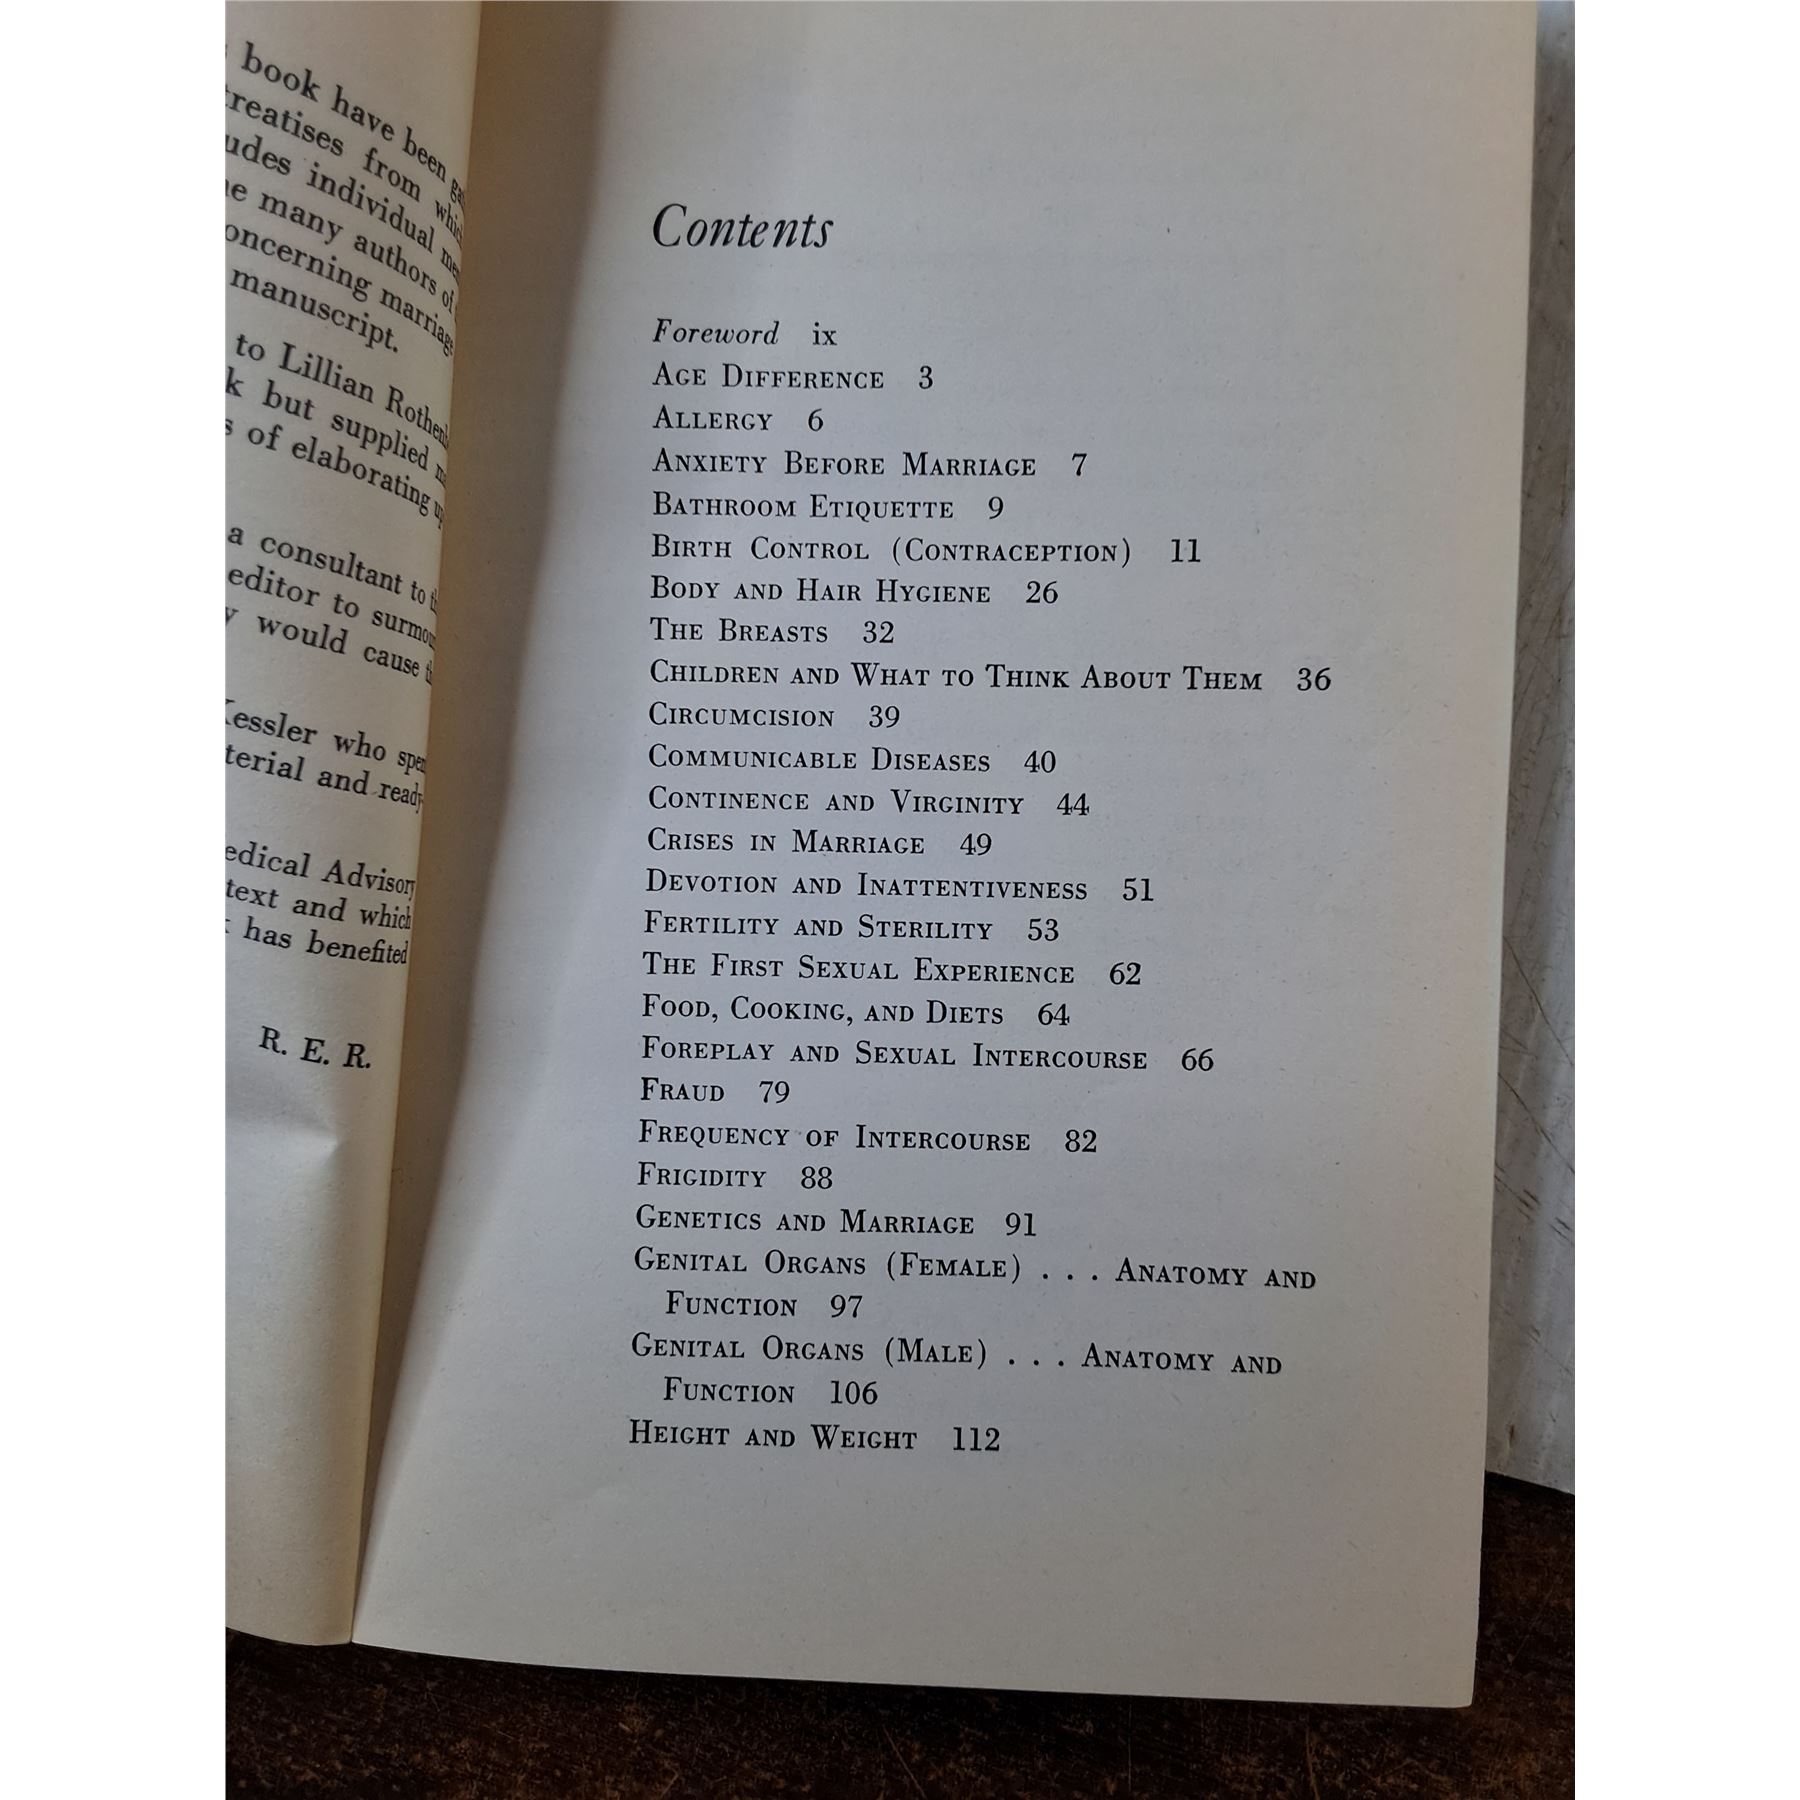 book have been
treatises from which
individual
many authors of
concerning marriage
manuscript.
to Lillian
but supplied
of elaborating
a consultant to
editor to
would cause
Kessler who
and ready-
Medical Advisory
text and which
has benefited
R. E. R.
Contents
Foreword ix
AGE DIFFERENCE 3
ALLERGY 6
ANXIETY BEFORE MARRIAGE 7
BATHROOM ETIQUETTE 9
BIRTH CONTROL (CONTRACEPTION) 11
BODY AND HAIR HYGIENE 26
THE BREASTS 32
CHILDREN AND WHAT TO THINK ABOUT THEM 36
CIRCUMCISION 39
COMMUNICABLE DISEASES 40
CONTINENCE AND VIRGINITY 44
CRISES IN MARRIAGE 49
DEVOTION AND INATTENTIVENESS 51
FERTILITY AND STERILITY 53
THE FIRST SEXUAL EXPERIENCE 62
FOOD, COOKING, AND DIETS 64
FOREPLAY AND SEXUAL INTERCOURSE 66
FRAUD 79
FREQUENCY OF INTERCOURSE 82
FRIGIDITY 88
GENETICS AND MARRIAGE 91
GENITAL ORGANS (FEMALE) . . . ANATOMY AND
FUNCTION 97
GENITAL ORGANS (MALE) . . . ANATOMY AND
FUNCTION 106
HEIGHT AND WEIGHT 112